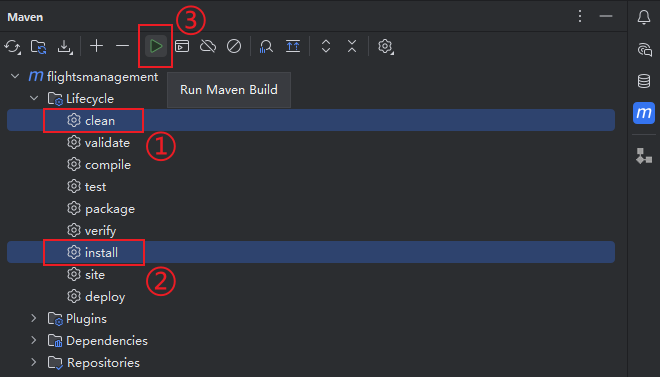 Maven
③
m flightsmanagement
Run Maven Build
Lifecycle
clean
①
validate
compile
test
package
verify
install
②
site
deploy
Plugins
Dependencies
Repositories
m